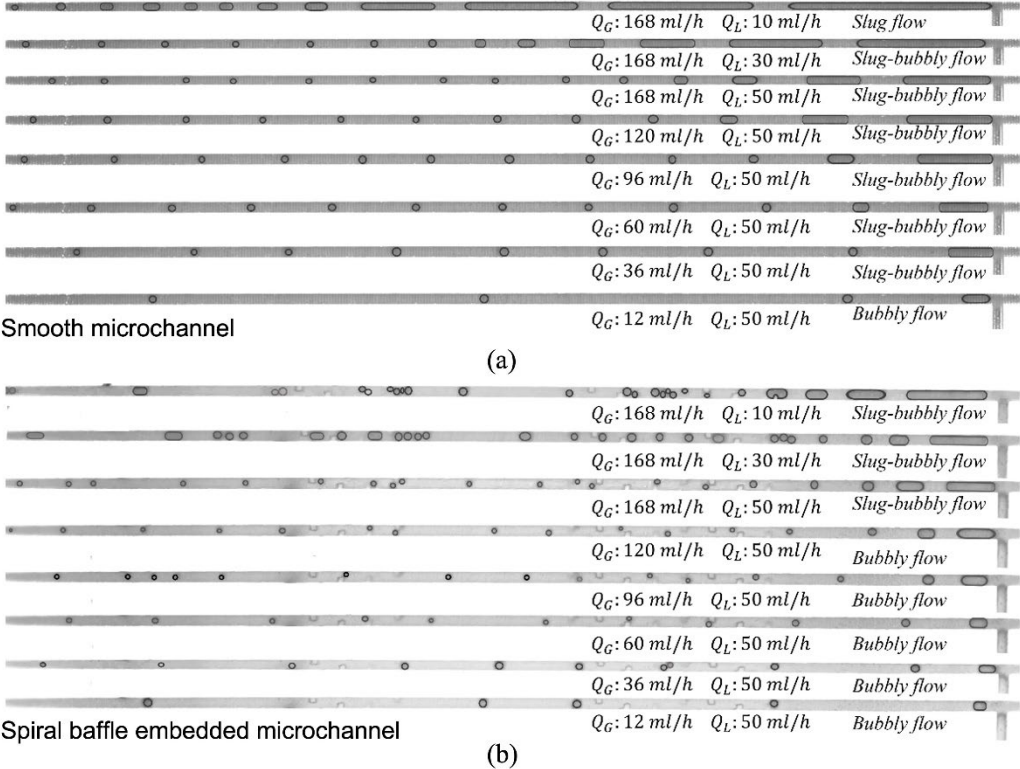 Q_G: 168 ml/h Q_L: 10 ml/h Slug flow
Q_G: 168 ml/h Q_L: 30 ml/h Slug-bubbly flow
Q_G: 168 ml/h Q_L: 50 ml/h Slug-bubbly flow
Q_G: 120 ml/h Q_L: 50 ml/h Slug-bubbly flow
Q_G: 96 ml/h Q_L: 50 ml/h Slug-bubbly flow
Q_G: 60 ml/h Q_L: 50 ml/h Slug-bubbly flow
Q_G: 36 ml/h Q_L: 50 ml/h Slug-bubbly flow
Q_G: 12 ml/h Q_L: 50 ml/h Bubbly flow
Smooth microchannel
(a)
Q_G: 168 ml/h Q_L: 10 ml/h Slug-bubbly flow
Q_G: 168 ml/h Q_L: 30 ml/h Slug-bubbly flow
Q_G: 168 ml/h Q_L: 50 ml/h Slug-bubbly flow
Q_G: 120 ml/h Q_L: 50 ml/h Bubbly flow
Q_G: 96 ml/h Q_L: 50 ml/h Bubbly flow
Q_G: 60 ml/h Q_L: 50 ml/h Bubbly flow
Q_G: 36 ml/h Q_L: 50 ml/h Bubbly flow
Q_G: 12 ml/h Q_L: 50 ml/h Bubbly flow
Spiral baffle embedded microchannel
(b)